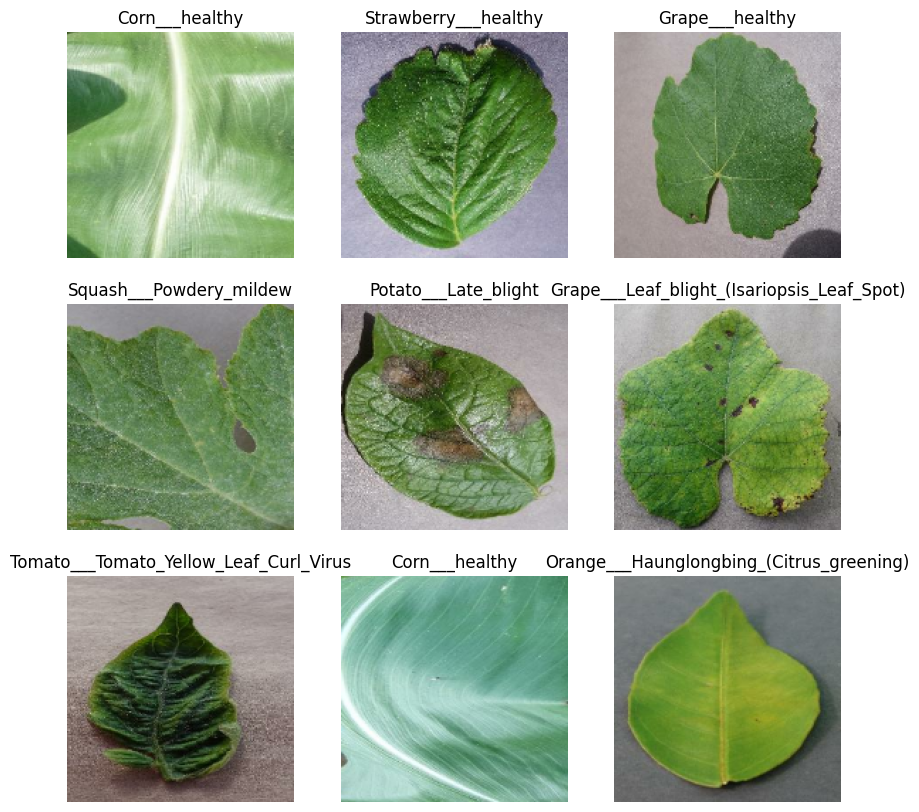 Corn___healthy
Strawberry___healthy
Grape___healthy
Squash___Powdery_mildew
Potato___Late_blight
Grape___Leaf_blight_(Isariopsis_Leaf_Spot)
Tomato___Tomato_Yellow_Leaf_Curl_Virus
Corn___healthy
Orange___Haunglongbing_(Citrus_greening)